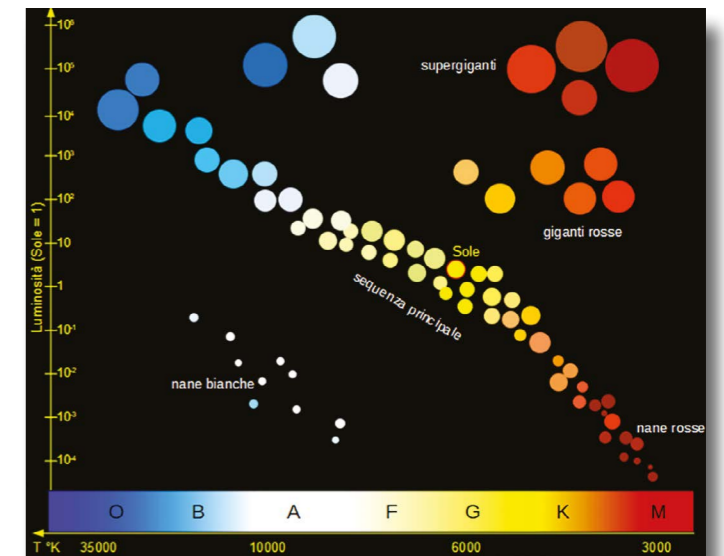 10⁶
10⁵
10⁴
10³
10²
10
1
10⁻¹
10⁻²
10⁻³
10⁻⁴
Luminosità (Sole = 1)
supergiganti
giganti rosse
Sole
sequenza principale
nane bianche
nane rosse
O B A F G K M
T °K 35000 10000 6000 3000